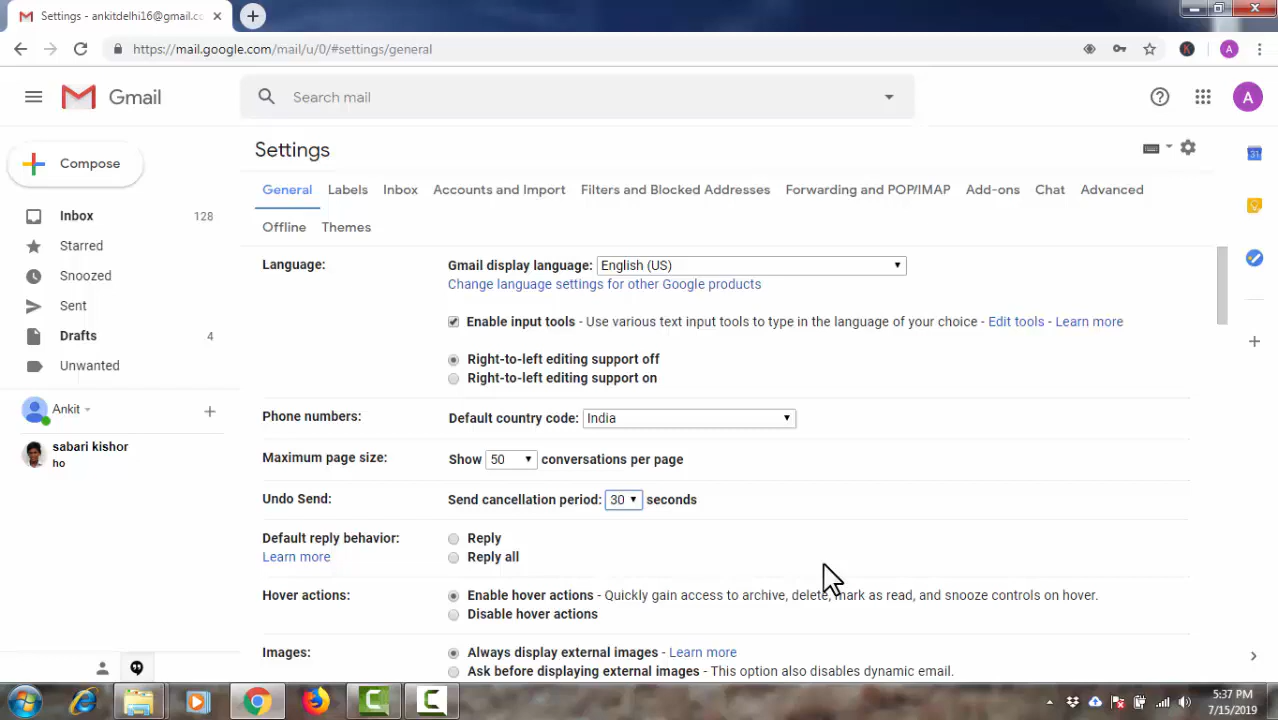 Settings - ankitdelhi16@gmail.co
https://mail.google.com/mail/u/0/#settings/general
A
Gmail
Search mail
A
Compose
Settings
31
General Labels Inbox Accounts and Import Filters and Blocked Addresses Forwarding and POP/IMAP Add-ons Chat Advanced
Inbox 128
Offline Themes
Starred
Snoozed
Sent
Drafts 4
Unwanted
Ankit
sabari kishor
ho
Language: Gmail display language: English (US)
Change language settings for other Google products
Enable input tools - Use various text input tools to type in the language of your choice - Edit tools - Learn more
Right-to-left editing support off
Right-to-left editing support on
Phone numbers: Default country code: India
Maximum page size: Show 50 conversations per page
Undo Send: Send cancellation period: 30 seconds
Default reply behavior: Reply
Learn more Reply all
Hover actions: Enable hover actions - Quickly gain access to archive, delete, mark as read, and snooze controls on hover.
Disable hover actions
Images: Always display external images - Learn more
Ask before displaying external images - This option also disables dynamic email.
5:37 PM
7/15/2019